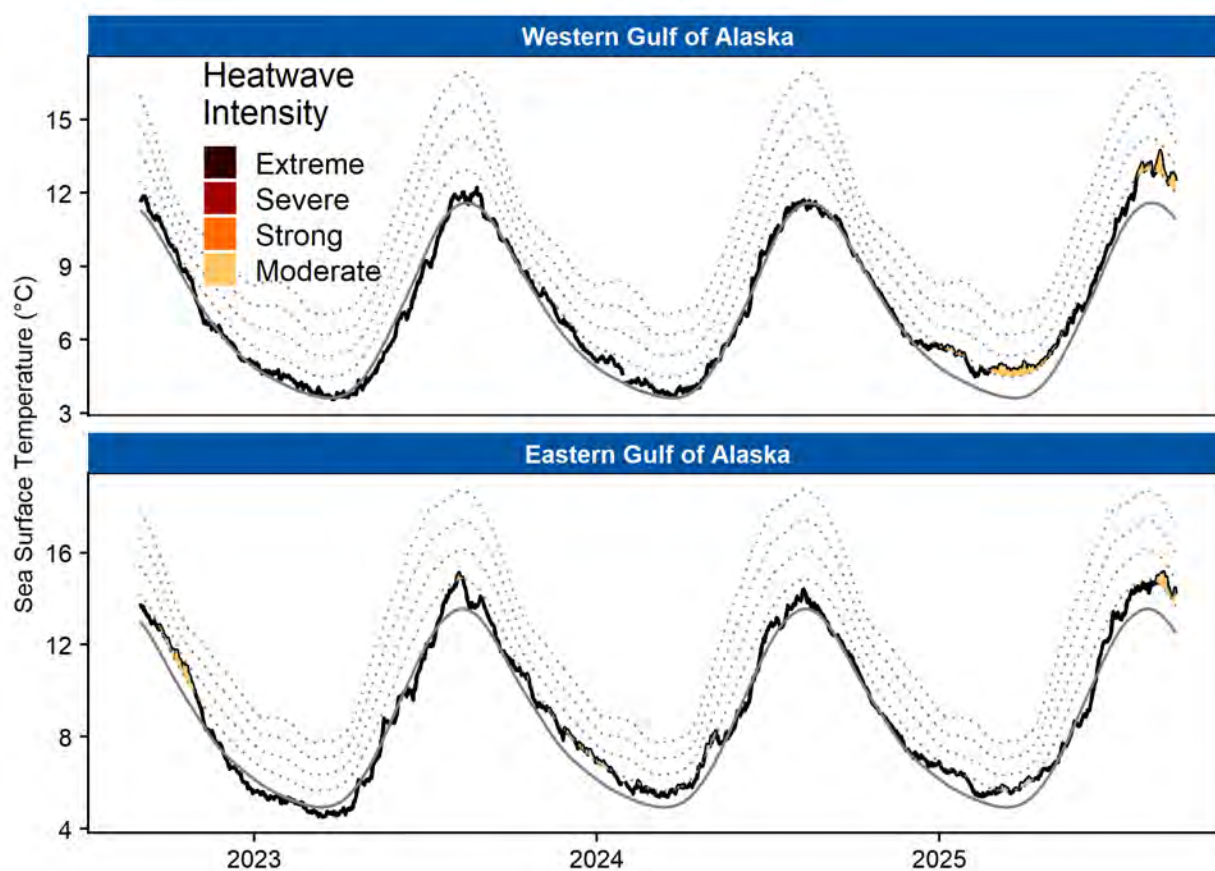 Western Gulf of Alaska
Heatwave
Intensity
Extreme
Severe
Strong
Moderate
15
12
9
6
3
Sea Surface Temperature (°C)
Eastern Gulf of Alaska
16
12
8
4
2023
2024
2025